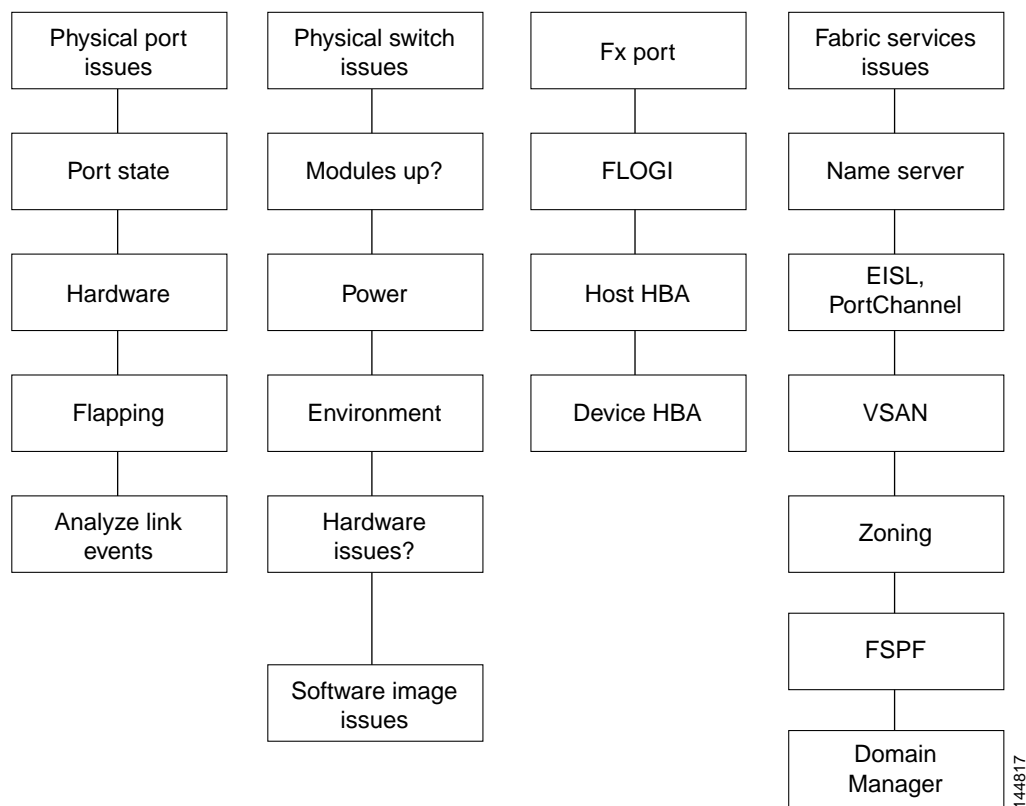 Physical port
issues
Port state
Hardware
Flapping
Analyze link
events
Physical switch
issues
Modules up?
Power
Environment
Hardware
issues?
Software image
issues
Fx port
FLOGI
Host HBA
Device HBA
Fabric services
issues
Name server
EISL,
PortChannel
VSAN
Zoning
FSPF
Domain
Manager
144817